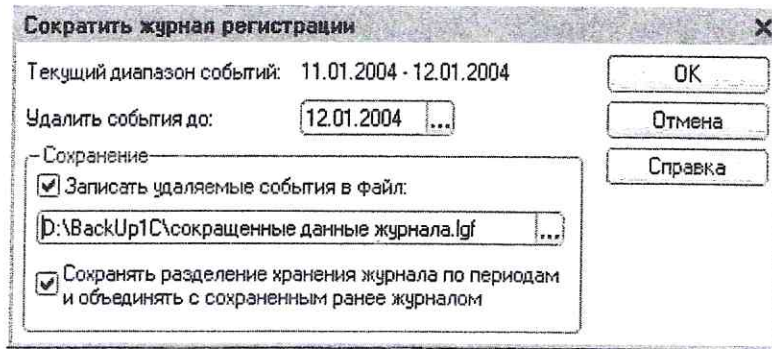 Сократить журнал регистрации
Текущий диапазон событий: 11.01.2004 - 12.01.2004
OK
Удалить события до: 12.01.2004 ...
Отмена
Справка
Сохранение
Записать удаляемые события в файл:
D:\BackUp1C\сокращенные данные журнала.lgf ...
Сохранять разделение хранения журнала по периодам
и объединять с сохраненным ранее журналом